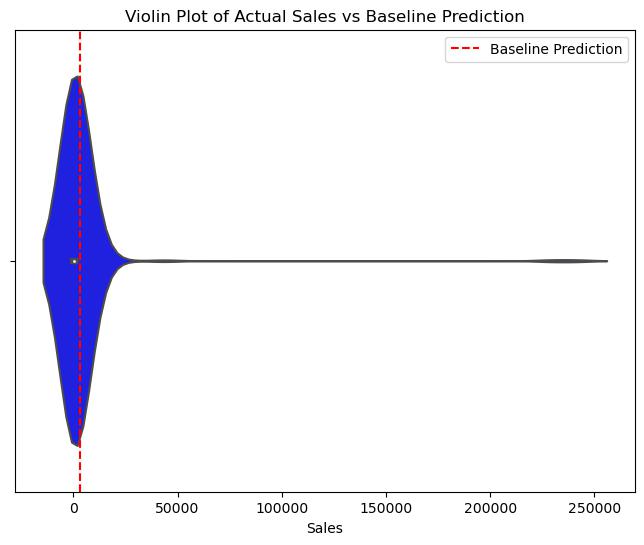 Violin Plot of Actual Sales vs Baseline Prediction
Baseline Prediction
0
50000
100000
150000
200000
250000
Sales